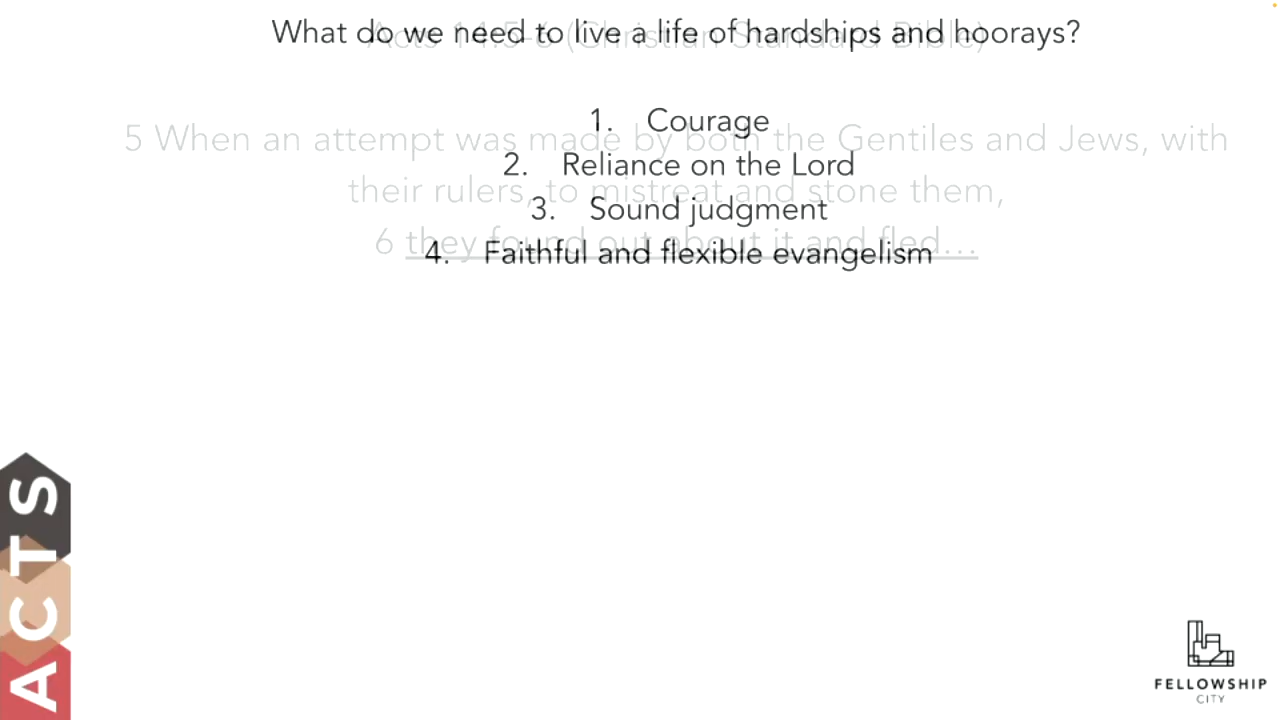 What do we need to live a life of hardships and hoorays?
Acts 14:5-6 (Christian Standard Bible)
1. Courage
5 When an attempt was made by both the Gentiles and Jews, with
2. Reliance on the Lord
their rulers, to mistreat and stone them,
3. Sound judgment
6 they found out about it and fled...
4. Faithful and flexible evangelism
ACTS
FELLOWSHIP
CITY